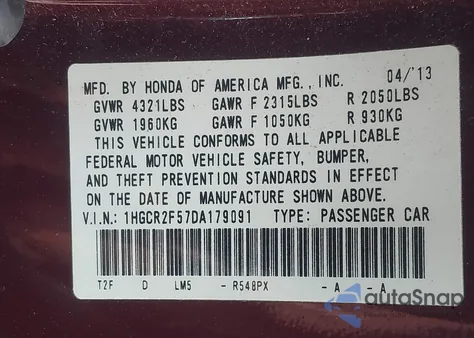 MFD. BY HONDA OF AMERICA MFG., INC. 04/13
GVWR 4321LBS GAWR F 2315LBS R 2050LBS
GVWR 1960KG GAWR F 1050KG R 930KG
THIS VEHICLE CONFORMS TO ALL APPLICABLE
FEDERAL MOTOR VEHICLE SAFETY, BUMPER,
AND THEFT PREVENTION STANDARDS IN EFFECT
ON THE DATE OF MANUFACTURE SHOWN ABOVE.
V.I.N.: 1HGCR2F57DA179091 TYPE: PASSENGER CAR
T2F D LM5 - R548PX - A - A
autoSnap